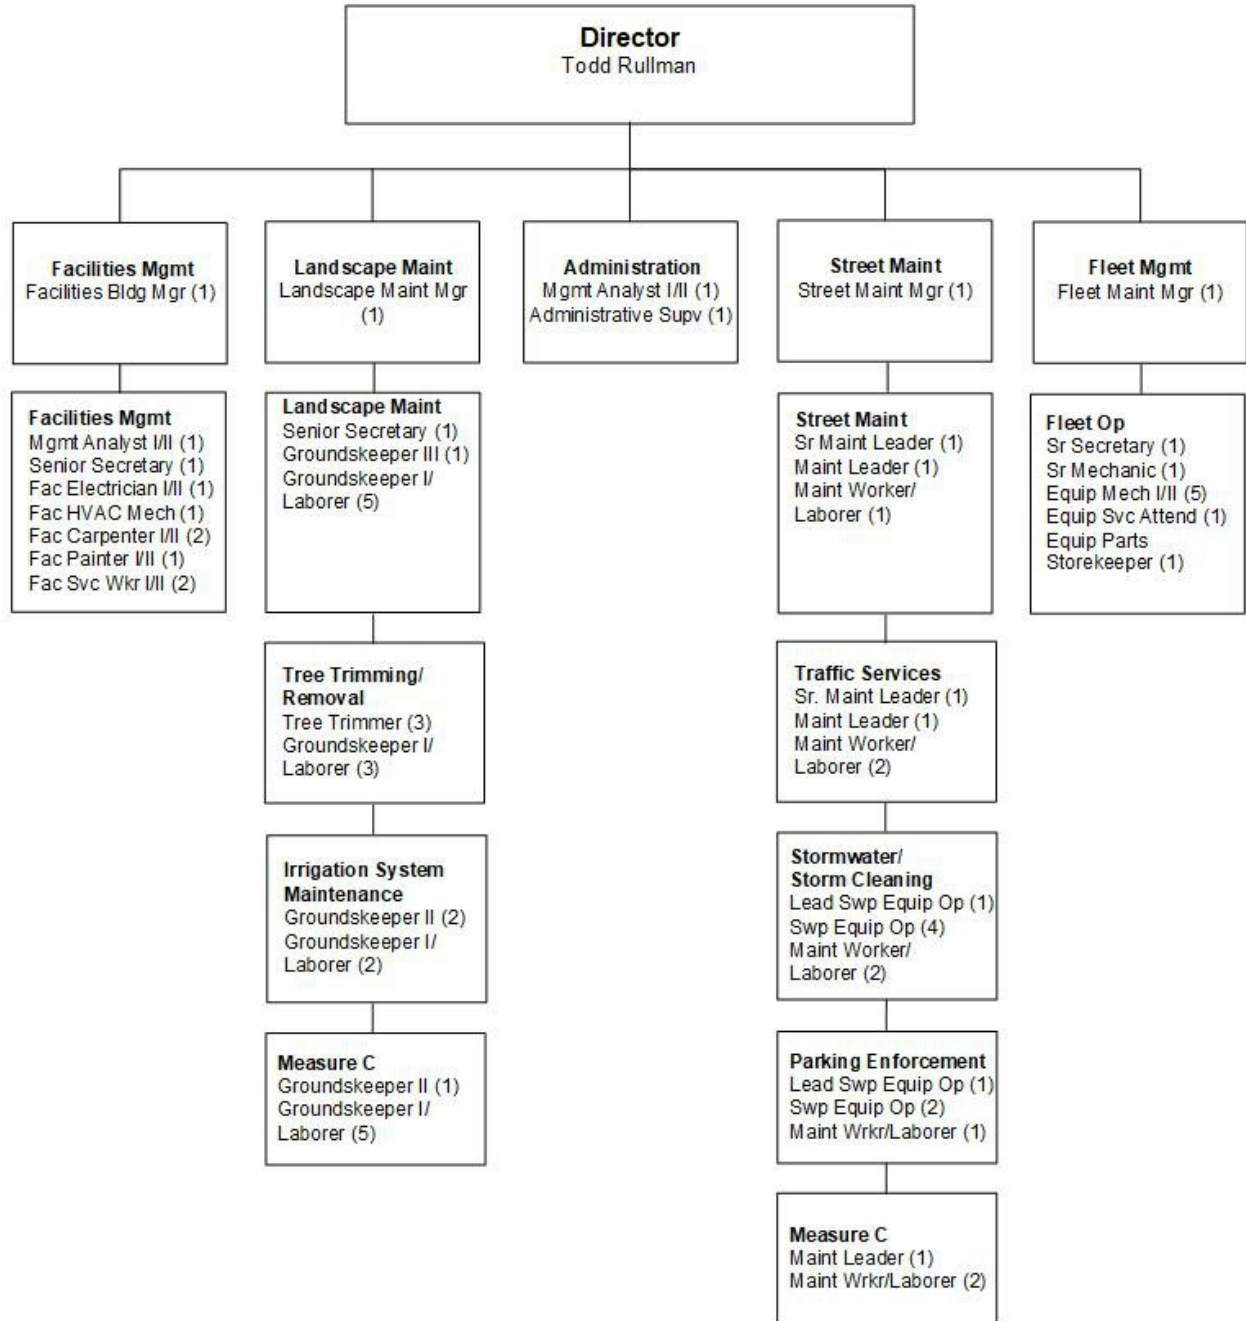 Director
Todd Rullman
Facilities Mgmt
Facilities Bldg Mgr (1)
Landscape Maint
Landscape Maint Mgr
(1)
Administration
Mgmt Analyst I/II (1)
Administrative Supv (1)
Street Maint
Street Maint Mgr (1)
Fleet Mgmt
Fleet Maint Mgr (1)
Facilities Mgmt
Mgmt Analyst I/II (1)
Senior Secretary (1)
Fac Electrician I/II (1)
Fac HVAC Mech (1)
Fac Carpenter I/II (2)
Fac Painter I/II (1)
Fac Svc Wkr I/II (2)
Landscape Maint
Senior Secretary (1)
Groundskeeper III (1)
Groundskeeper I/
Laborer (5)
Street Maint
Sr Maint Leader (1)
Maint Leader (1)
Maint Worker/
Laborer (1)
Fleet Op
Sr Secretary (1)
Sr Mechanic (1)
Equip Mech I/II (5)
Equip Svc Attend (1)
Equip Parts
Storekeeper (1)
Tree Trimming/
Removal
Tree Trimmer (3)
Groundskeeper I/
Laborer (3)
Traffic Services
Sr. Maint Leader (1)
Maint Leader (1)
Maint Worker/
Laborer (2)
Irrigation System
Maintenance
Groundskeeper II (2)
Groundskeeper I/
Laborer (2)
Stormwater/
Storm Cleaning
Lead Swp Equip Op (1)
Swp Equip Op (4)
Maint Worker/
Laborer (2)
Measure C
Groundskeeper II (1)
Groundskeeper I/
Laborer (5)
Parking Enforcement
Lead Swp Equip Op (1)
Swp Equip Op (2)
Maint Wrkr/Laborer (1)
Measure C
Maint Leader (1)
Maint Wrkr/Laborer (2)